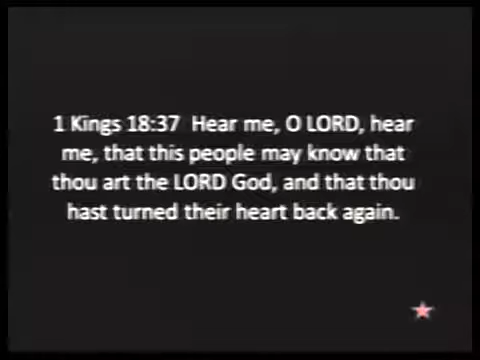 1 Kings 18:37  Hear me, O LORD, hear
me, that this people may know that
thou art the LORD God, and that thou
hast turned their heart back again.